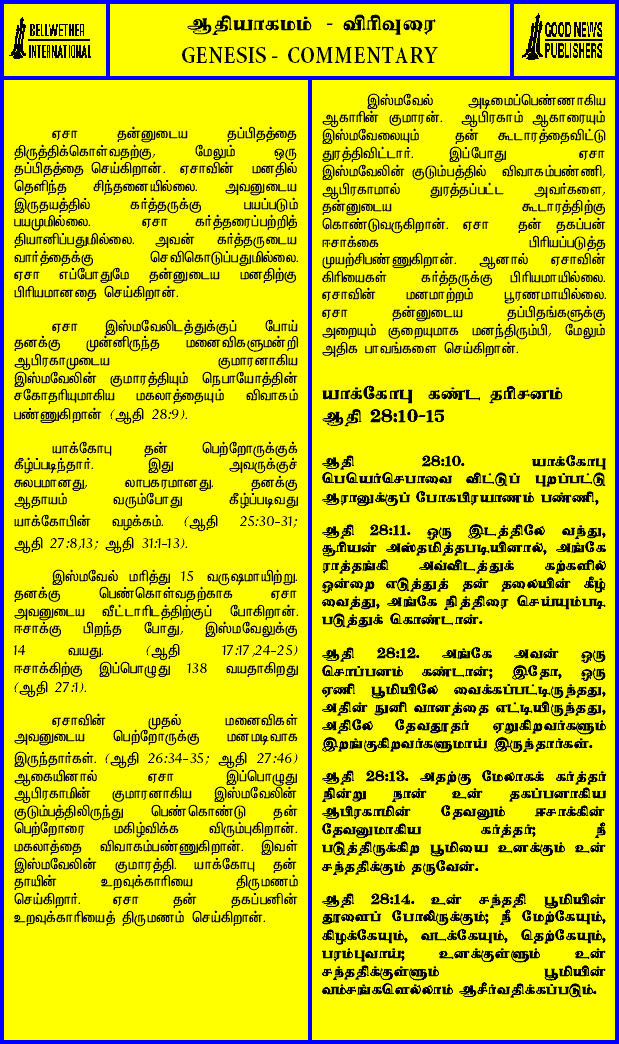 BELLWETHER
INTERNATIONAL
ஆதியாகமம் - விரிவுரை
GENESIS - COMMENTARY
GOOD NEWS
PUBLISHERS
ஏசா தன்னுடைய தப்பிதத்தை
திருத்திக்கொள்வதற்கு, மேலும் ஒரு
தப்பிதத்தை செய்கிறான். ஏசாவின் மனதில்
தெளிந்த சிந்தனையில்லை. அவனுடைய
இருதயத்தில் கர்த்தருக்கு பயப்படும்
பயமுமில்லை. ஏசா கர்த்தரைப்பற்றித்
தியானிப்பதுமில்லை. அவன் கர்த்தருடைய
வார்த்தைக்கு செவிகொடுப்பதுமில்லை.
ஏசா எப்போதுமே தன்னுடைய மனதிற்கு
பிரியமானதை செய்கிறான்.
ஏசா இஸ்மவேலிடத்துக்குப் போய்
தனக்கு முன்னிருந்த மனைவிகளுமன்றி
ஆபிரகாமுடைய குமாரனாகிய
இஸ்மவேலின் குமாரத்தியும் நெபாயோத்தின்
சகோதரியுமாகிய மகலாத்தையும் விவாகம்
பண்ணுகிறான் (ஆதி 28:9).
யாக்கோபு தன் பெற்றோருக்குக்
கீழ்ப்படிந்தார். இது அவருக்குச்
சுலபமானது, லாபகரமானது. தனக்கு
ஆதாயம் வரும்போது கீழ்ப்படிவது
யாக்கோபின் வழக்கம். (ஆதி 25:30-31;
ஆதி 27:8,13; ஆதி 31:1-13).
இஸ்மவேல் மரித்து 15 வருஷமாயிற்று.
தனக்கு பெண்கொள்வதற்காக ஏசா
அவனுடைய வீட்டாரிடத்திற்குப் போகிறான்.
ஈசாக்கு பிறந்த போது, இஸ்மவேலுக்கு
14 வயது. (ஆதி 17:17,24-25)
ஈசாக்கிற்கு இப்பொழுது 138 வயதாகிறது
(ஆதி 27:1).
ஏசாவின் முதல் மனைவிகள்
அவனுடைய பெற்றோருக்கு மனமடிவாக
இருந்தார்கள். (ஆதி 26:34-35; ஆதி 27:46)
ஆகையினால் ஏசா இப்பொழுது
ஆபிரகாமின் குமாரனாகிய இஸ்மவேலின்
குடும்பத்திலிருந்து பெண்கொண்டு தன்
பெற்றோரை மகிழ்விக்க விரும்புகிறான்.
மகலாத்தை விவாகம்பண்ணுகிறான். இவள்
இஸ்மவேலின் குமாரத்தி. யாக்கோபு தன்
தாயின் உறவுக்காரியை திருமணம்
செய்கிறார். ஏசா தன் தகப்பனின்
உறவுக்காரியைத் திருமணம் செய்கிறான்.
இஸ்மவேல் அடிமைப்பெண்ணாகிய
ஆகாரின் குமாரன். ஆபிரகாம் ஆகாரையும்
இஸ்மவேலையும் தன் கூடாரத்தைவிட்டு
துரத்திவிட்டார். இப்போது ஏசா
இஸ்மவேலின் குடும்பத்தில் விவாகம்பண்ணி,
ஆபிரகாமால் துரத்தப்பட்ட அவர்களை,
தன்னுடைய கூடாரத்திற்கு
கொண்டுவருகிறான். ஏசா தன் தகப்பன்
ஈசாக்கை பிரியப்படுத்த
முயற்சிபண்ணுகிறான். ஆனால் ஏசாவின்
கிரியைகள் கர்த்தருக்கு பிரியமாயில்லை.
ஏசாவின் மனமாற்றம் பூரணமாயில்லை.
ஏசா தன்னுடைய தப்பிதங்களுக்கு
அறையும் குறையுமாக மனந்திரும்பி, மேலும்
அதிக பாவங்களை செய்கிறான்.
யாக்கோபு கண்ட தரிசனம்
ஆதி 28:10-15
ஆதி 28:10. யாக்கோபு
பெயெர்செபாவை விட்டுப் புறப்பட்டு
ஆரானுக்குப் போகபிரயாணம் பண்ணி,
ஆதி 28:11. ஒரு இடத்திலே வந்து,
சூரியன் அஸ்தமித்தபடியினால், அங்கே
ராத்தங்கி அவ்விடத்துக் கற்களில்
ஒன்றை எடுத்துத் தன் தலையின் கீழ்
வைத்து, அங்கே நித்திரை செய்யும்படி
படுத்துக் கொண்டான்.
ஆதி 28:12. அங்கே அவன் ஒரு
சொப்பனம் கண்டான்; இதோ, ஒரு
ஏணி பூமியிலே வைக்கப்பட்டிருந்தது,
அதின் நுனி வானத்தை எட்டியிருந்தது,
அதிலே தேவதூதர் ஏறுகிறவர்களும்
இறங்குகிறவர்களுமாய் இருந்தார்கள்.
ஆதி 28:13. அதற்கு மேலாகக் கர்த்தர்
நின்று நான் உன் தகப்பனாகிய
ஆபிரகாமின் தேவனும் ஈசாக்கின்
தேவனுமாகிய கர்த்தர்; நீ
படுத்திருக்கிற பூமியை உனக்கும் உன்
சந்ததிக்கும் தருவேன்.
ஆதி 28:14. உன் சந்ததி பூமியின்
தூளைப் போலிருக்கும்; நீ மேற்கேயும்,
கிழக்கேயும், வடக்கேயும், தெற்கேயும்,
பரம்புவாய்; உனக்குள்ளும் உன்
சந்ததிக்குள்ளும் பூமியின்
வம்சங்களெல்லாம் ஆசீர்வதிக்கப்படும்.